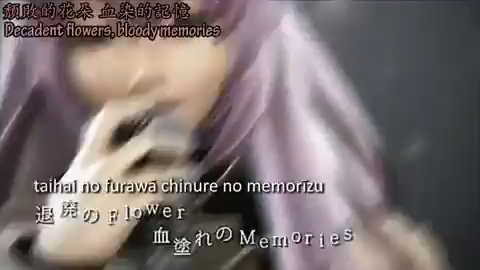 頹敗的花朵 血染的記憶
Decadent flowers, bloody memories
taihai no furawā chinure no memorīzu
退廃のFlower
血塗れのMemories